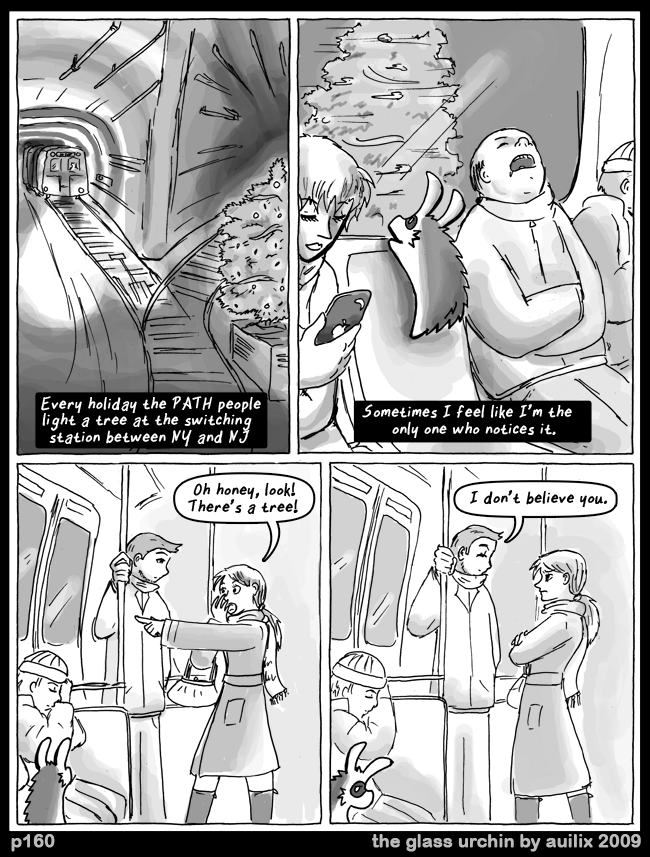 Every holiday the PATH people
light a tree at the switching
station between NY and NJ
Sometimes I feel like I'm the
only one who notices it.
Oh honey, look!
There's a tree!
I don't believe you.
p160
the glass urchin by auilix 2009